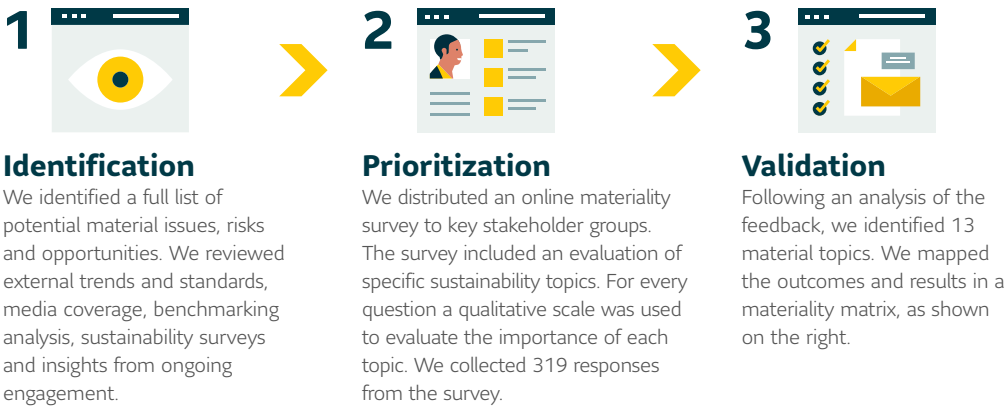 1
Identification
We identified a full list of
potential material issues, risks
and opportunities. We reviewed
external trends and standards,
media coverage, benchmarking
analysis, sustainability surveys
and insights from ongoing
engagement.
2
Prioritization
We distributed an online materiality
survey to key stakeholder groups.
The survey included an evaluation of
specific sustainability topics. For every
question a qualitative scale was used
to evaluate the importance of each
topic. We collected 319 responses
from the survey.
3
Validation
Following an analysis of the
feedback, we identified 13
material topics. We mapped
the outcomes and results in a
materiality matrix, as shown
on the right.